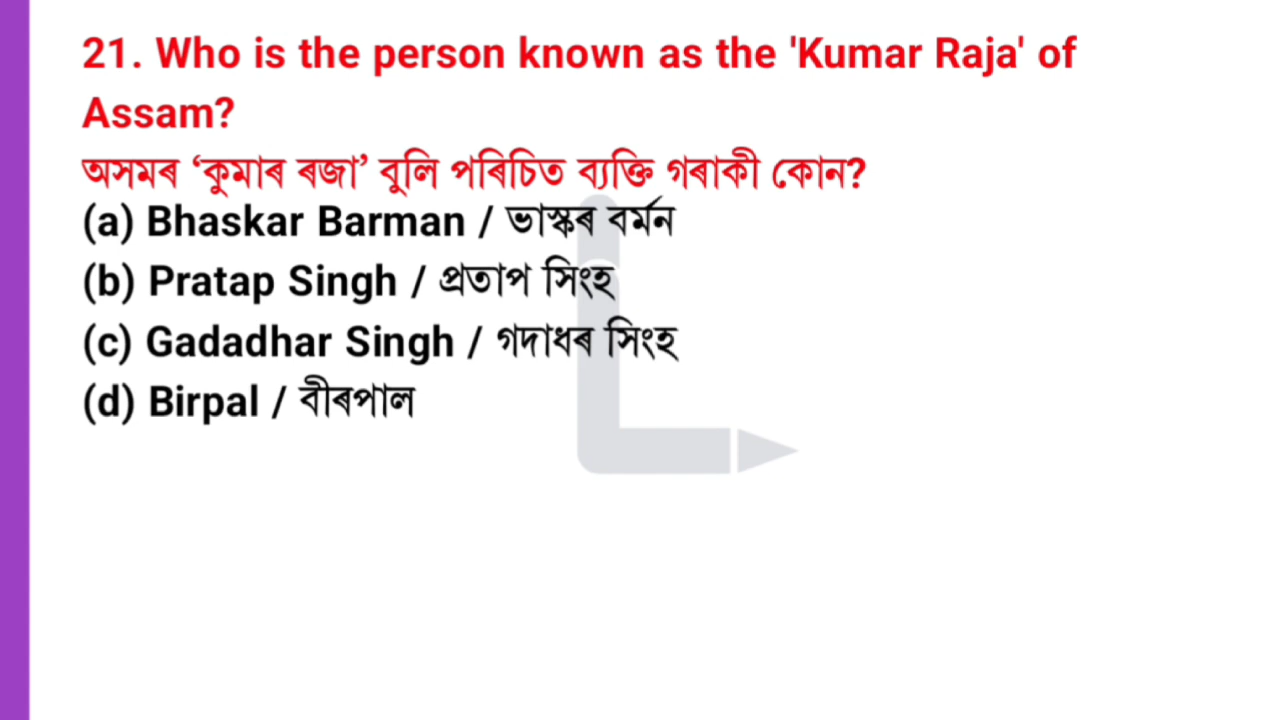 21. Who is the person known as the 'Kumar Raja' of
Assam?
অসমৰ ‘কুমাৰ ৰজা’ বুলি পৰিচিত ব্যক্তি গৰাকী কোন?
(a) Bhaskar Barman / ভাস্কৰ বৰ্মন
(b) Pratap Singh / প্ৰতাপ সিংহ
(c) Gadadhar Singh / গদাধৰ সিংহ
(d) Birpal / বীৰপাল